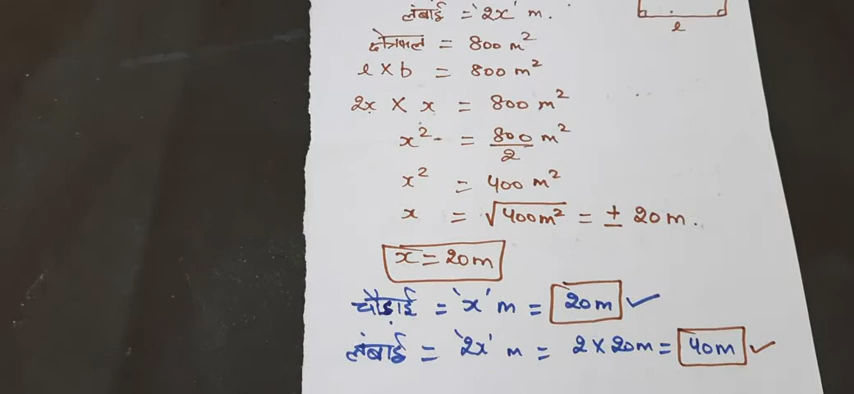 लंबाई = '2x' m.
l
क्षेत्रफल = 800 m²
l × b = 800 m²
2x × x = 800 m²
x² = 800/2 m²
x² = 400 m²
x = √400m² = ± 20 m.
x = 20m
चौड़ाई = 'x' m = 20m ✓
लंबाई = '2x' m = 2 × 20m = 40m ✓